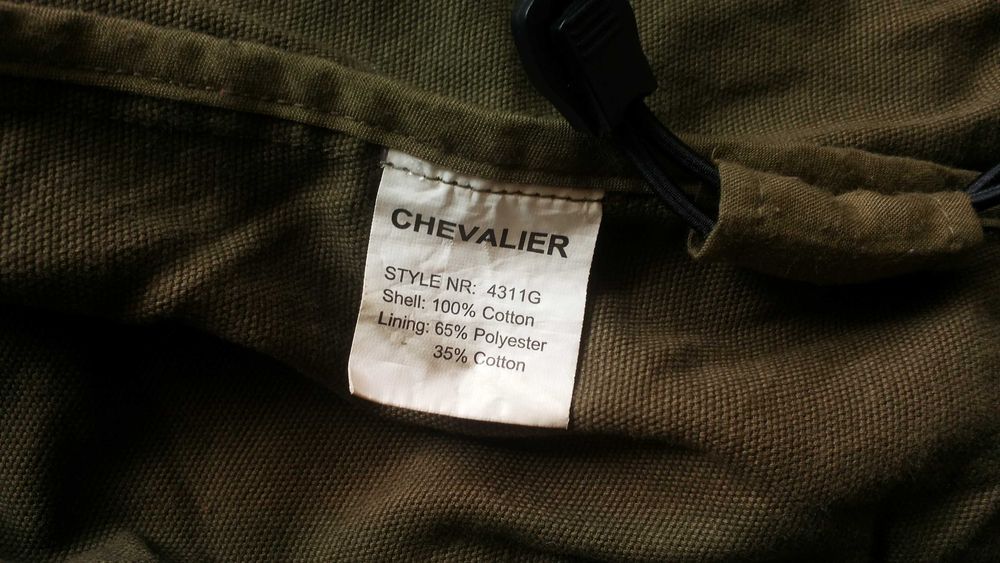 CHEVALIER
STYLE NR: 4311G
Shell: 100% Cotton
Lining: 65% Polyester
35% Cotton